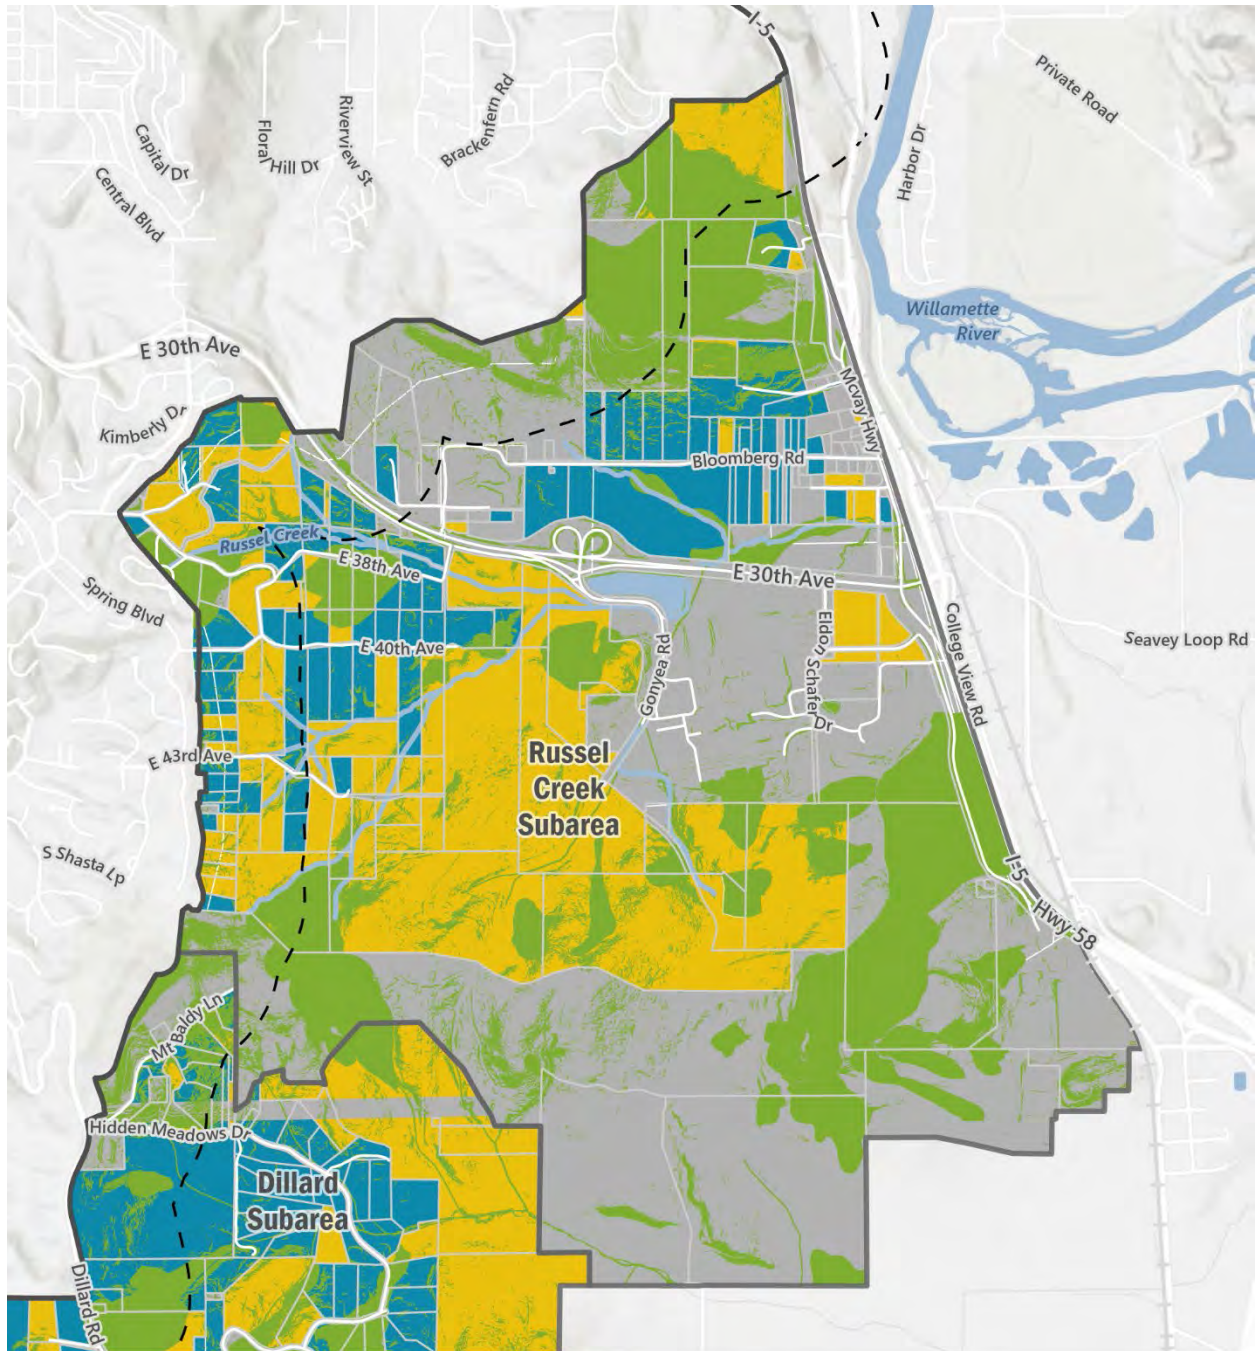 I-5
Private Road
Capital Dr
Floral
Hill Dr
Riverview St
Brackenfern Rd
Harbor Dr
Central Blvd
Willamette
River
E 30th Ave
Mcvay Hwy
Kimberly Dr
Bloomberg Rd
Russel Creek
E 38th Ave
E 30th Ave
Spring Blvd
Eldon Schafer Dr
College View Rd
Seavey Loop Rd
E 40th Ave
Gonyea Rd
E 43rd Ave
Russel
Creek
Subarea
S Shasta Lp
I-5
Hwy 58
Mt Baldy Ln
Hidden Meadows Dr
Dillard
Subarea
Dillard Rd